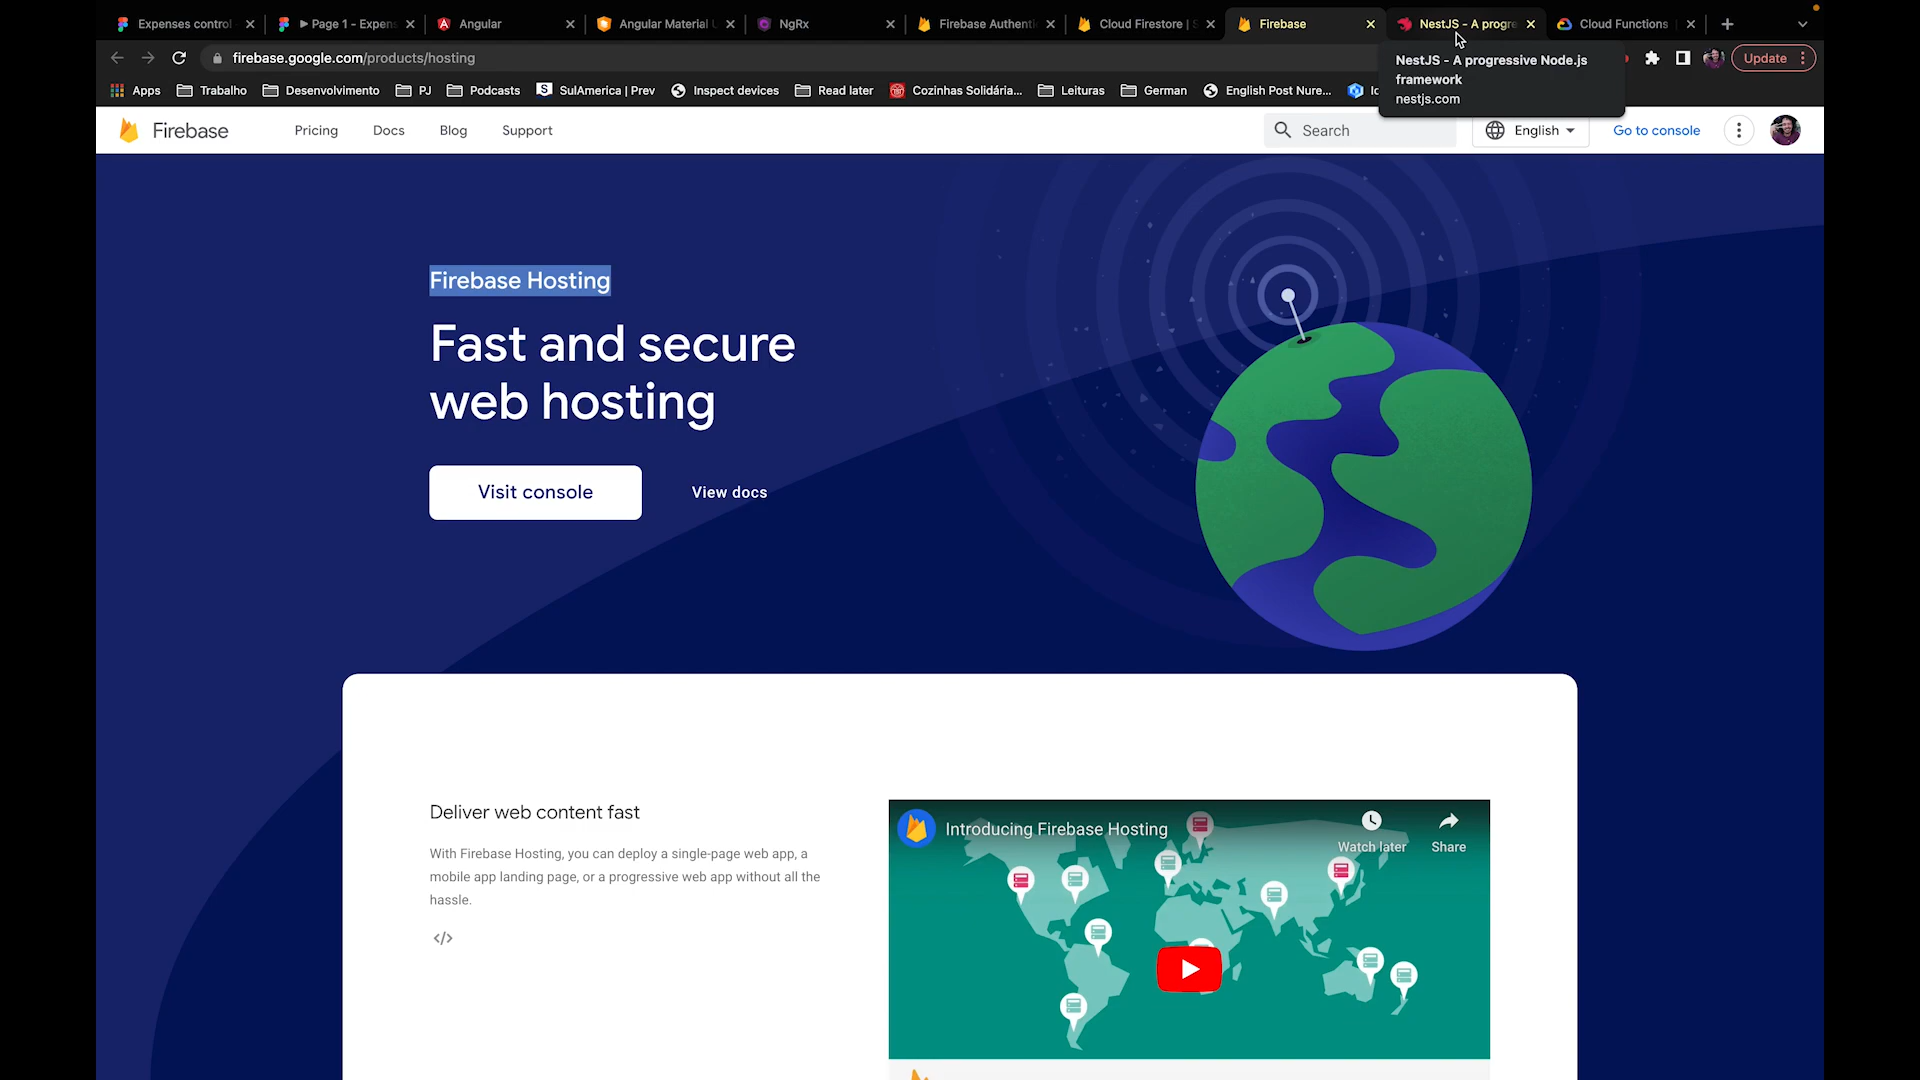 Expenses control
Page 1 - Expens
Angular
Angular Material U
NgRx
Firebase Authenti
Cloud Firestore | S
Firebase
NestJS - A progre
Cloud Functions
firebase.google.com/products/hosting
Update
NestJS - A progressive Node.js
framework
nestjs.com
Apps
Trabalho
Desenvolvimento
PJ
Podcasts
SulAmerica | Prev
Inspect devices
Read later
Cozinhas Solidária...
Leituras
German
English Post Nure...
Firebase
Pricing
Docs
Blog
Support
Search
English
Go to console
Firebase Hosting
Fast and secure
web hosting
Visit console
View docs
Deliver web content fast
With Firebase Hosting, you can deploy a single-page web app, a
mobile app landing page, or a progressive web app without all the
hassle.
</>
Introducing Firebase Hosting
Watch later
Share